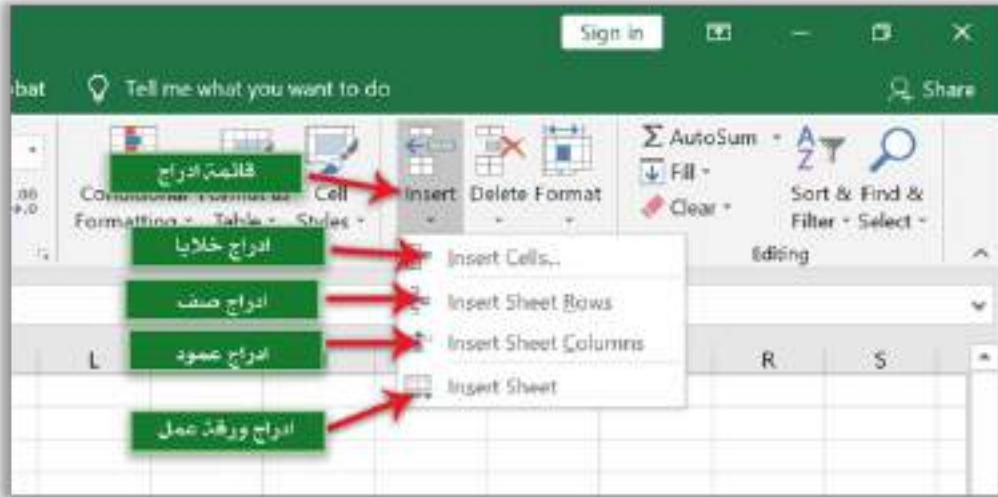 Sign in
bat Tell me what you want to do Share
قائمة ادراج
Insert Delete Format
Cell
Formatting Table Styles
AutoSum
Fill
Clear
Sort & Filter
Find & Select
Editing
.00
ادراج خلايا
Insert Cells...
ادراج صف
Insert Sheet Rows
ادراج عمود
Insert Sheet Columns
ادراج ورقة عمل
Insert Sheet
L R S